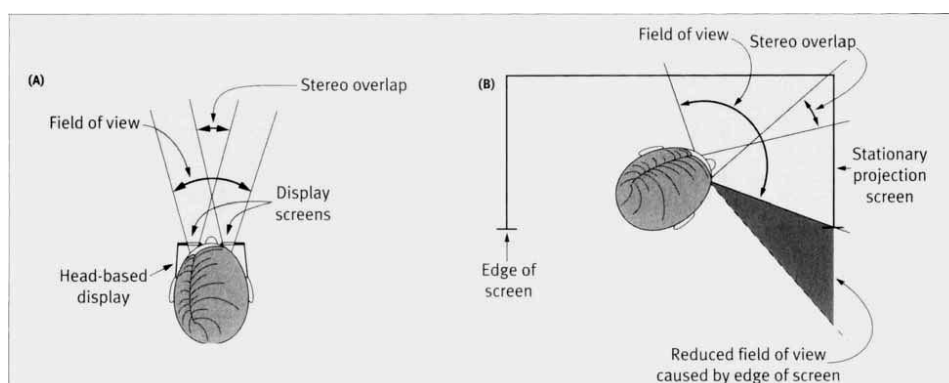 (A)
Stereo overlap
Field of view
Display
screens
Head-based
display
(B)
Field of view
Stereo overlap
Stationary
projection
screen
Edge of
screen
Reduced field of view
caused by edge of screen